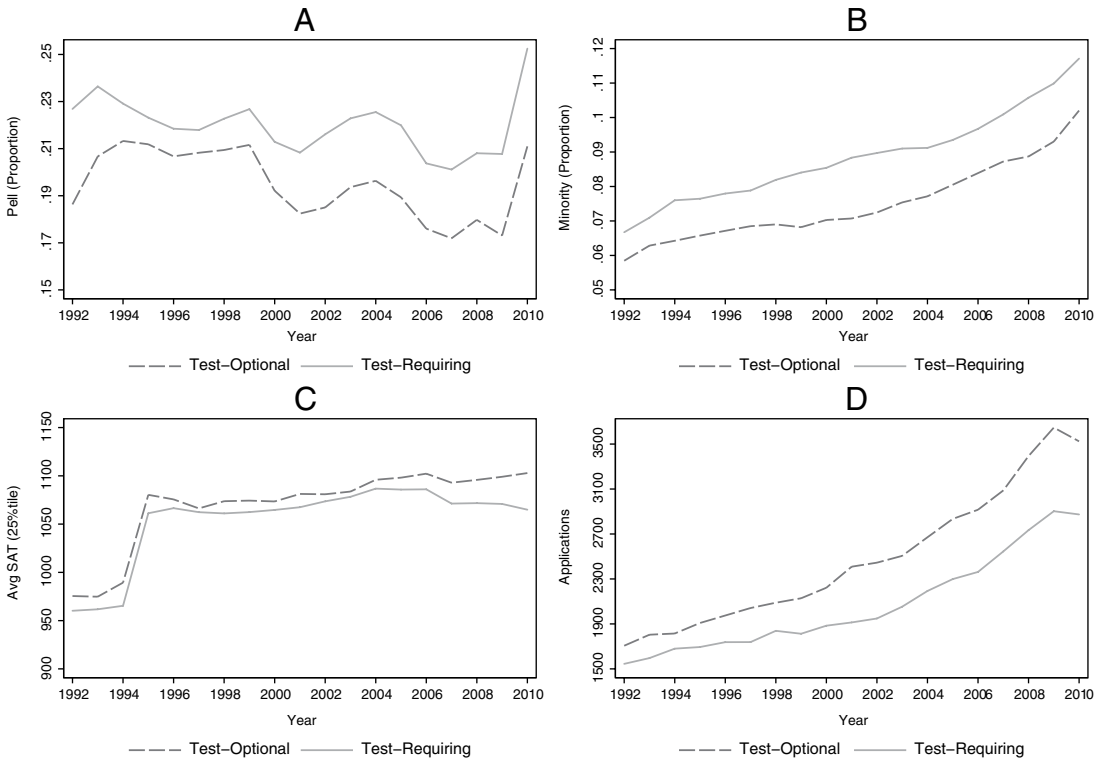 A
Pell (Proportion)
.25
.23
.21
.19
.17
.15
1992 1994 1996 1998 2000 2002 2004 2006 2008 2010
Year
Test–Optional Test–Requiring
B
Minority (Proportion)
.12
.11
.1
.09
.08
.07
.06
.05
1992 1994 1996 1998 2000 2002 2004 2006 2008 2010
Year
Test–Optional Test–Requiring
C
Avg SAT (25%tile)
1150
1100
1050
1000
950
900
1992 1994 1996 1998 2000 2002 2004 2006 2008 2010
Year
Test–Optional Test–Requiring
D
Applications
3500
3100
2700
2300
1900
1500
1992 1994 1996 1998 2000 2002 2004 2006 2008 2010
Year
Test–Optional Test–Requiring